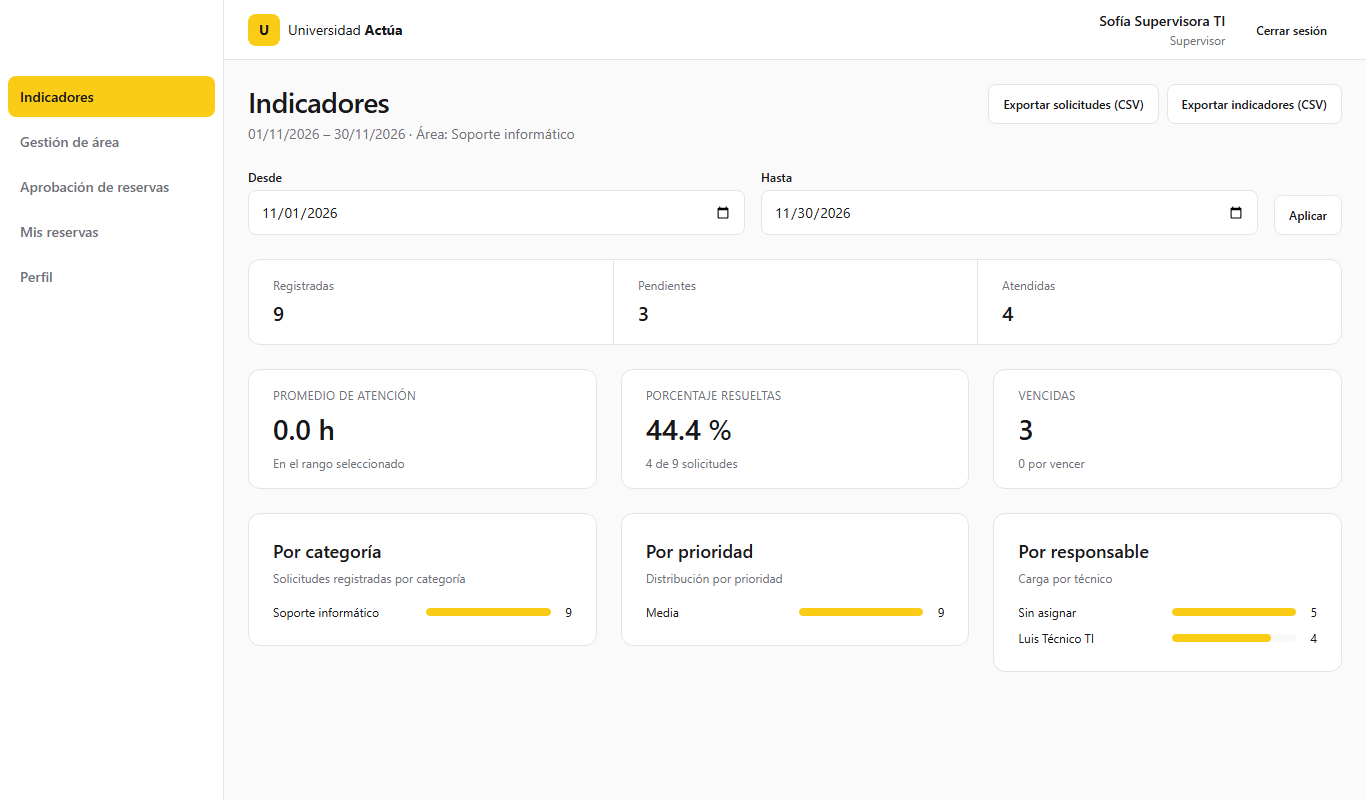 U
Universidad Actúa
Sofía Supervisora TI
Supervisor
Cerrar sesión
Indicadores
Gestión de área
Aprobación de reservas
Mis reservas
Perfil
Indicadores
01/11/2026 – 30/11/2026 · Área: Soporte informático
Exportar solicitudes (CSV)
Exportar indicadores (CSV)
Desde
11/01/2026
Hasta
11/30/2026
Aplicar
Registradas
9
Pendientes
3
Atendidas
4
PROMEDIO DE ATENCIÓN
0.0 h
En el rango seleccionado
PORCENTAJE RESUELTAS
44.4 %
4 de 9 solicitudes
VENCIDAS
3
0 por vencer
Por categoría
Solicitudes registradas por categoría
Soporte informático 9
Por prioridad
Distribución por prioridad
Media 9
Por responsable
Carga por técnico
Sin asignar 5
Luis Técnico TI 4